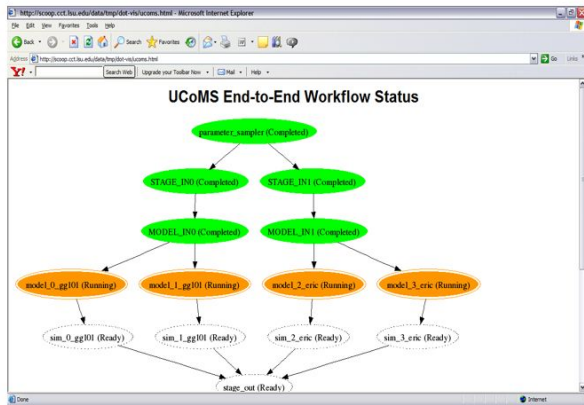 http://scoop.cct.lsu.edu/data/tmp/dot-vis/ucoms.html - Microsoft Internet Explorer
File Edit View Favorites Tools Help
Back Search Favorites
Address http://scoop.cct.lsu.edu/data/tmp/dot-vis/ucoms.html Go Links
Y! Search Web Upgrade your Toolbar Now Mail Help
UCoMS End-to-End Workflow Status
parameter_sampler (Completed)
STAGE_IN0 (Completed) STAGE_IN1 (Completed)
MODEL_IN0 (Completed) MODEL_IN1 (Completed)
model_0_gg101 (Running) model_1_gg101 (Running) model_2_eric (Running) model_3_eric (Running)
sim_0_gg101 (Ready) sim_1_gg101 (Ready) sim_2_eric (Ready) sim_3_eric (Ready)
stage_out (Ready)
Done Internet